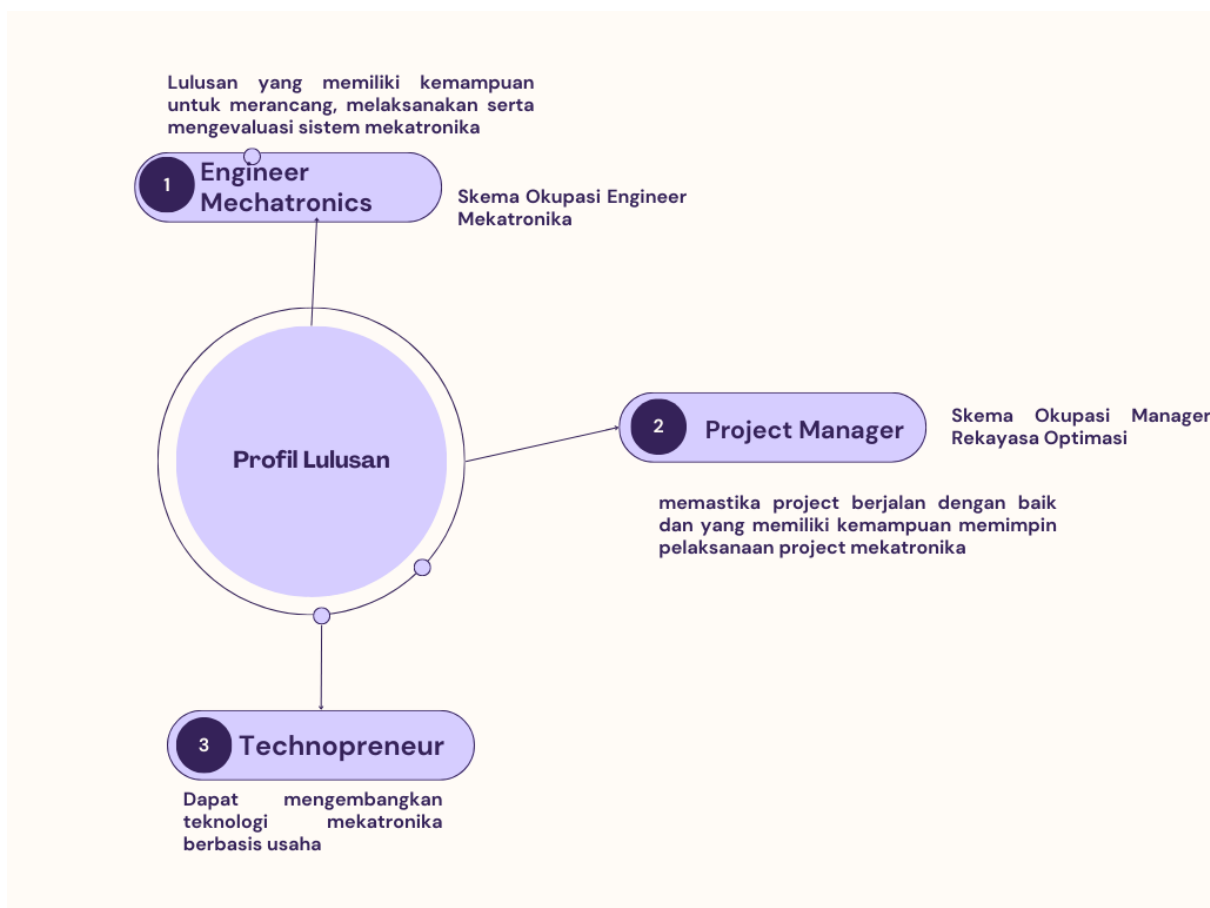 Lulusan yang memiliki kemampuan
untuk merancang, melaksanakan serta
mengevaluasi sistem mekatronika
1
Engineer
Mechatronics
Skema Okupasi Engineer
Mekatronika
Profil Lulusan
2
Project Manager
Skema Okupasi Manager
Rekayasa Optimasi
memastika project berjalan dengan baik
dan yang memiliki kemampuan memimpin
pelaksanaan project mekatronika
3
Technopreneur
Dapat mengembangkan
teknologi mekatronika
berbasis usaha